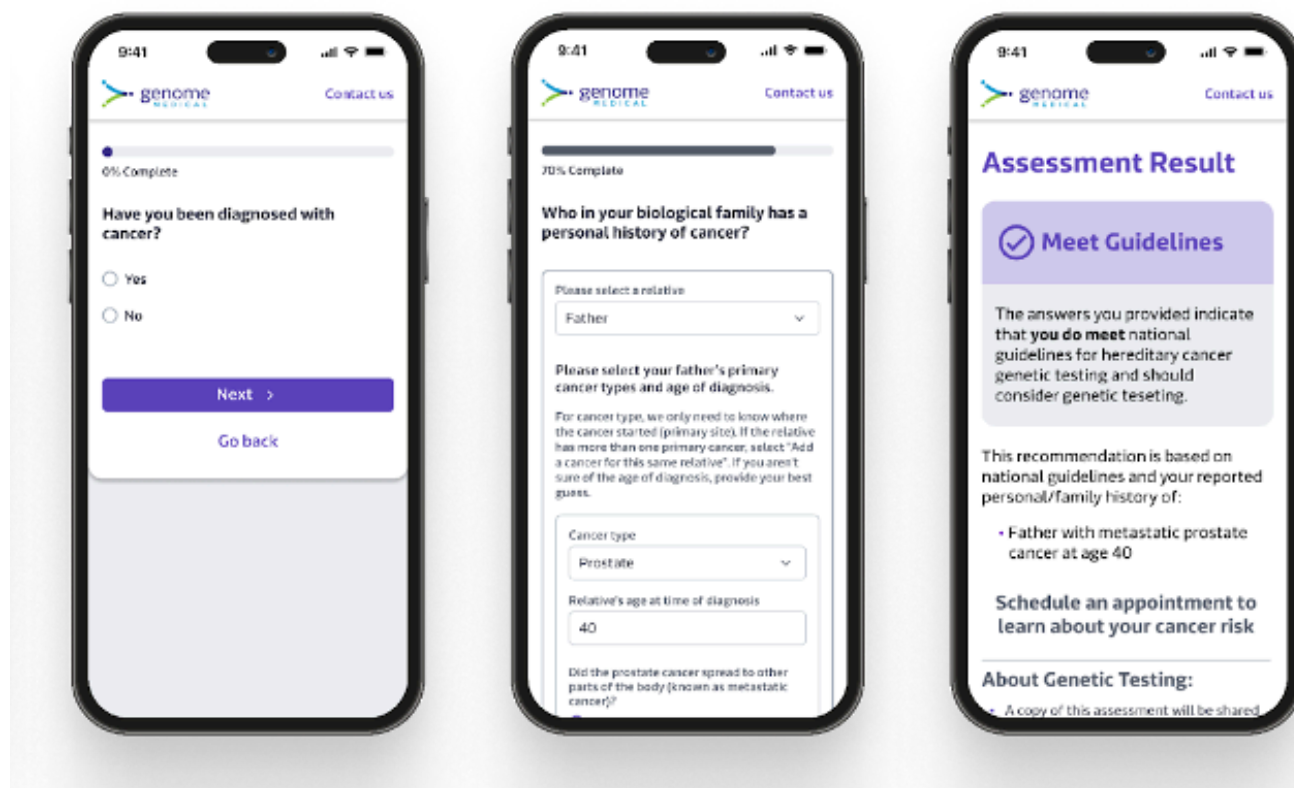 9:41
genome
MEDICAL
Contact us
0% Complete
Have you been diagnosed with
cancer?
Yes
No
Next >
Go back
9:41
genome
MEDICAL
Contact us
70% Complete
Who in your biological family has a
personal history of cancer?
Please select a relative
Father
Please select your father's primary
cancer types and age of diagnosis.
For cancer type, we only need to know where
the cancer started (primary site). If the relative
has more than one primary cancer, select "Add
a cancer for this same relative". If you aren't
sure of the age of diagnosis, provide your best
guess.
Cancer type
Prostate
Relative's age at time of diagnosis
40
Did the prostate cancer spread to other
parts of the body (known as metastatic
cancer)?
9:41
genome
MEDICAL
Contact us
Assessment Result
Meet Guidelines
The answers you provided indicate
that you do meet national
guidelines for hereditary cancer
genetic testing and should
consider genetic teseting.
This recommendation is based on
national guidelines and your reported
personal/family history of:
• Father with metastatic prostate
cancer at age 40
Schedule an appointment to
learn about your cancer risk
About Genetic Testing:
• A copy of this assessment will be shared